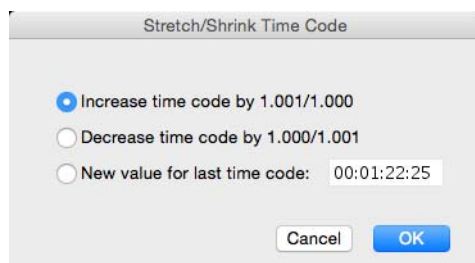 Stretch/Shrink Time Code
Increase time code by 1.001/1.000
Decrease time code by 1.000/1.001
New value for last time code: 00:01:22:25
Cancel OK